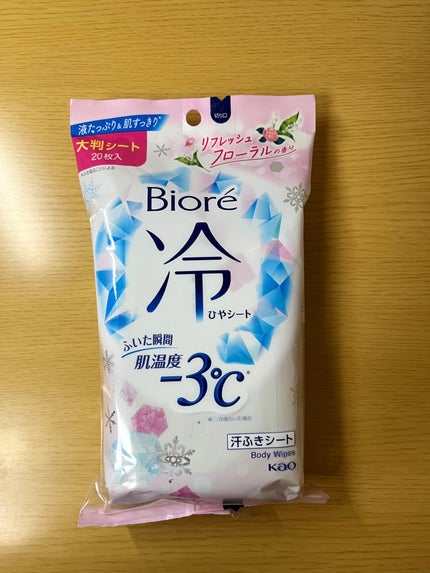 切り口
液たっぷり&肌すっきり
大判シート
20枚入
リフレッシュ
フローラルの香り
Bioré
冷
ひやシート
ふいた瞬間
肌温度
-3℃
汗ふきシート
Body Wipes
Kao